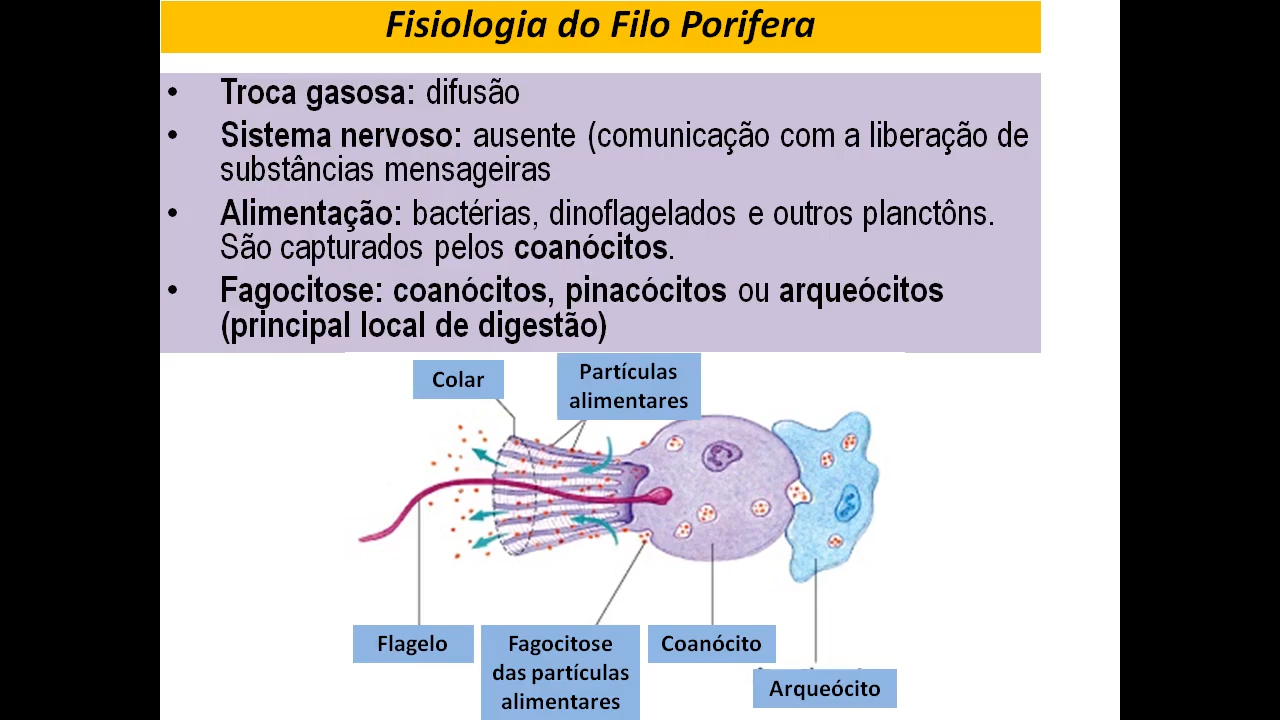 Fisiologia do Filo Porifera
• Troca gasosa: difusão
• Sistema nervoso: ausente (comunicação com a liberação de
substâncias mensageiras
• Alimentação: bactérias, dinoflagelados e outros planctôns.
São capturados pelos coanócitos.
• Fagocitose: coanócitos, pinacócitos ou arqueócitos
(principal local de digestão)
Colar
Partículas
alimentares
Flagelo
Fagocitose
das partículas
alimentares
Coanócito
Arqueócito